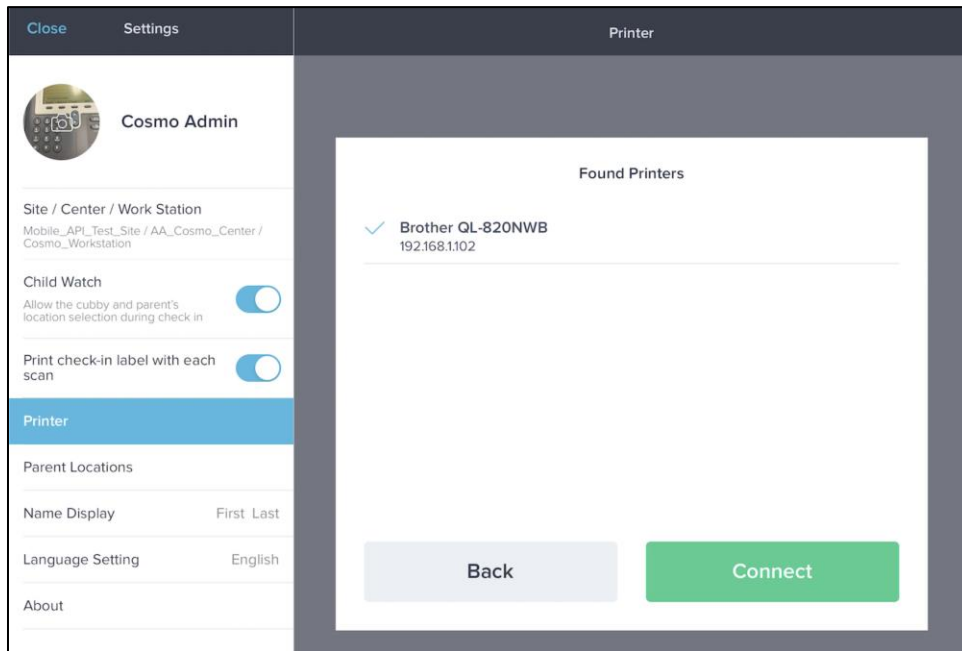 Close
Settings
Printer
Cosmo Admin
Site / Center / Work Station
Mobile_API_Test_Site / AA_Cosmo_Center /
Cosmo_Workstation
Child Watch
Allow the cubby and parent's
location selection during check in
Print check-in label with each
scan
Printer
Parent Locations
Name Display First Last
Language Setting English
About
Found Printers
Brother QL-820NWB
192.168.1.102
Back
Connect